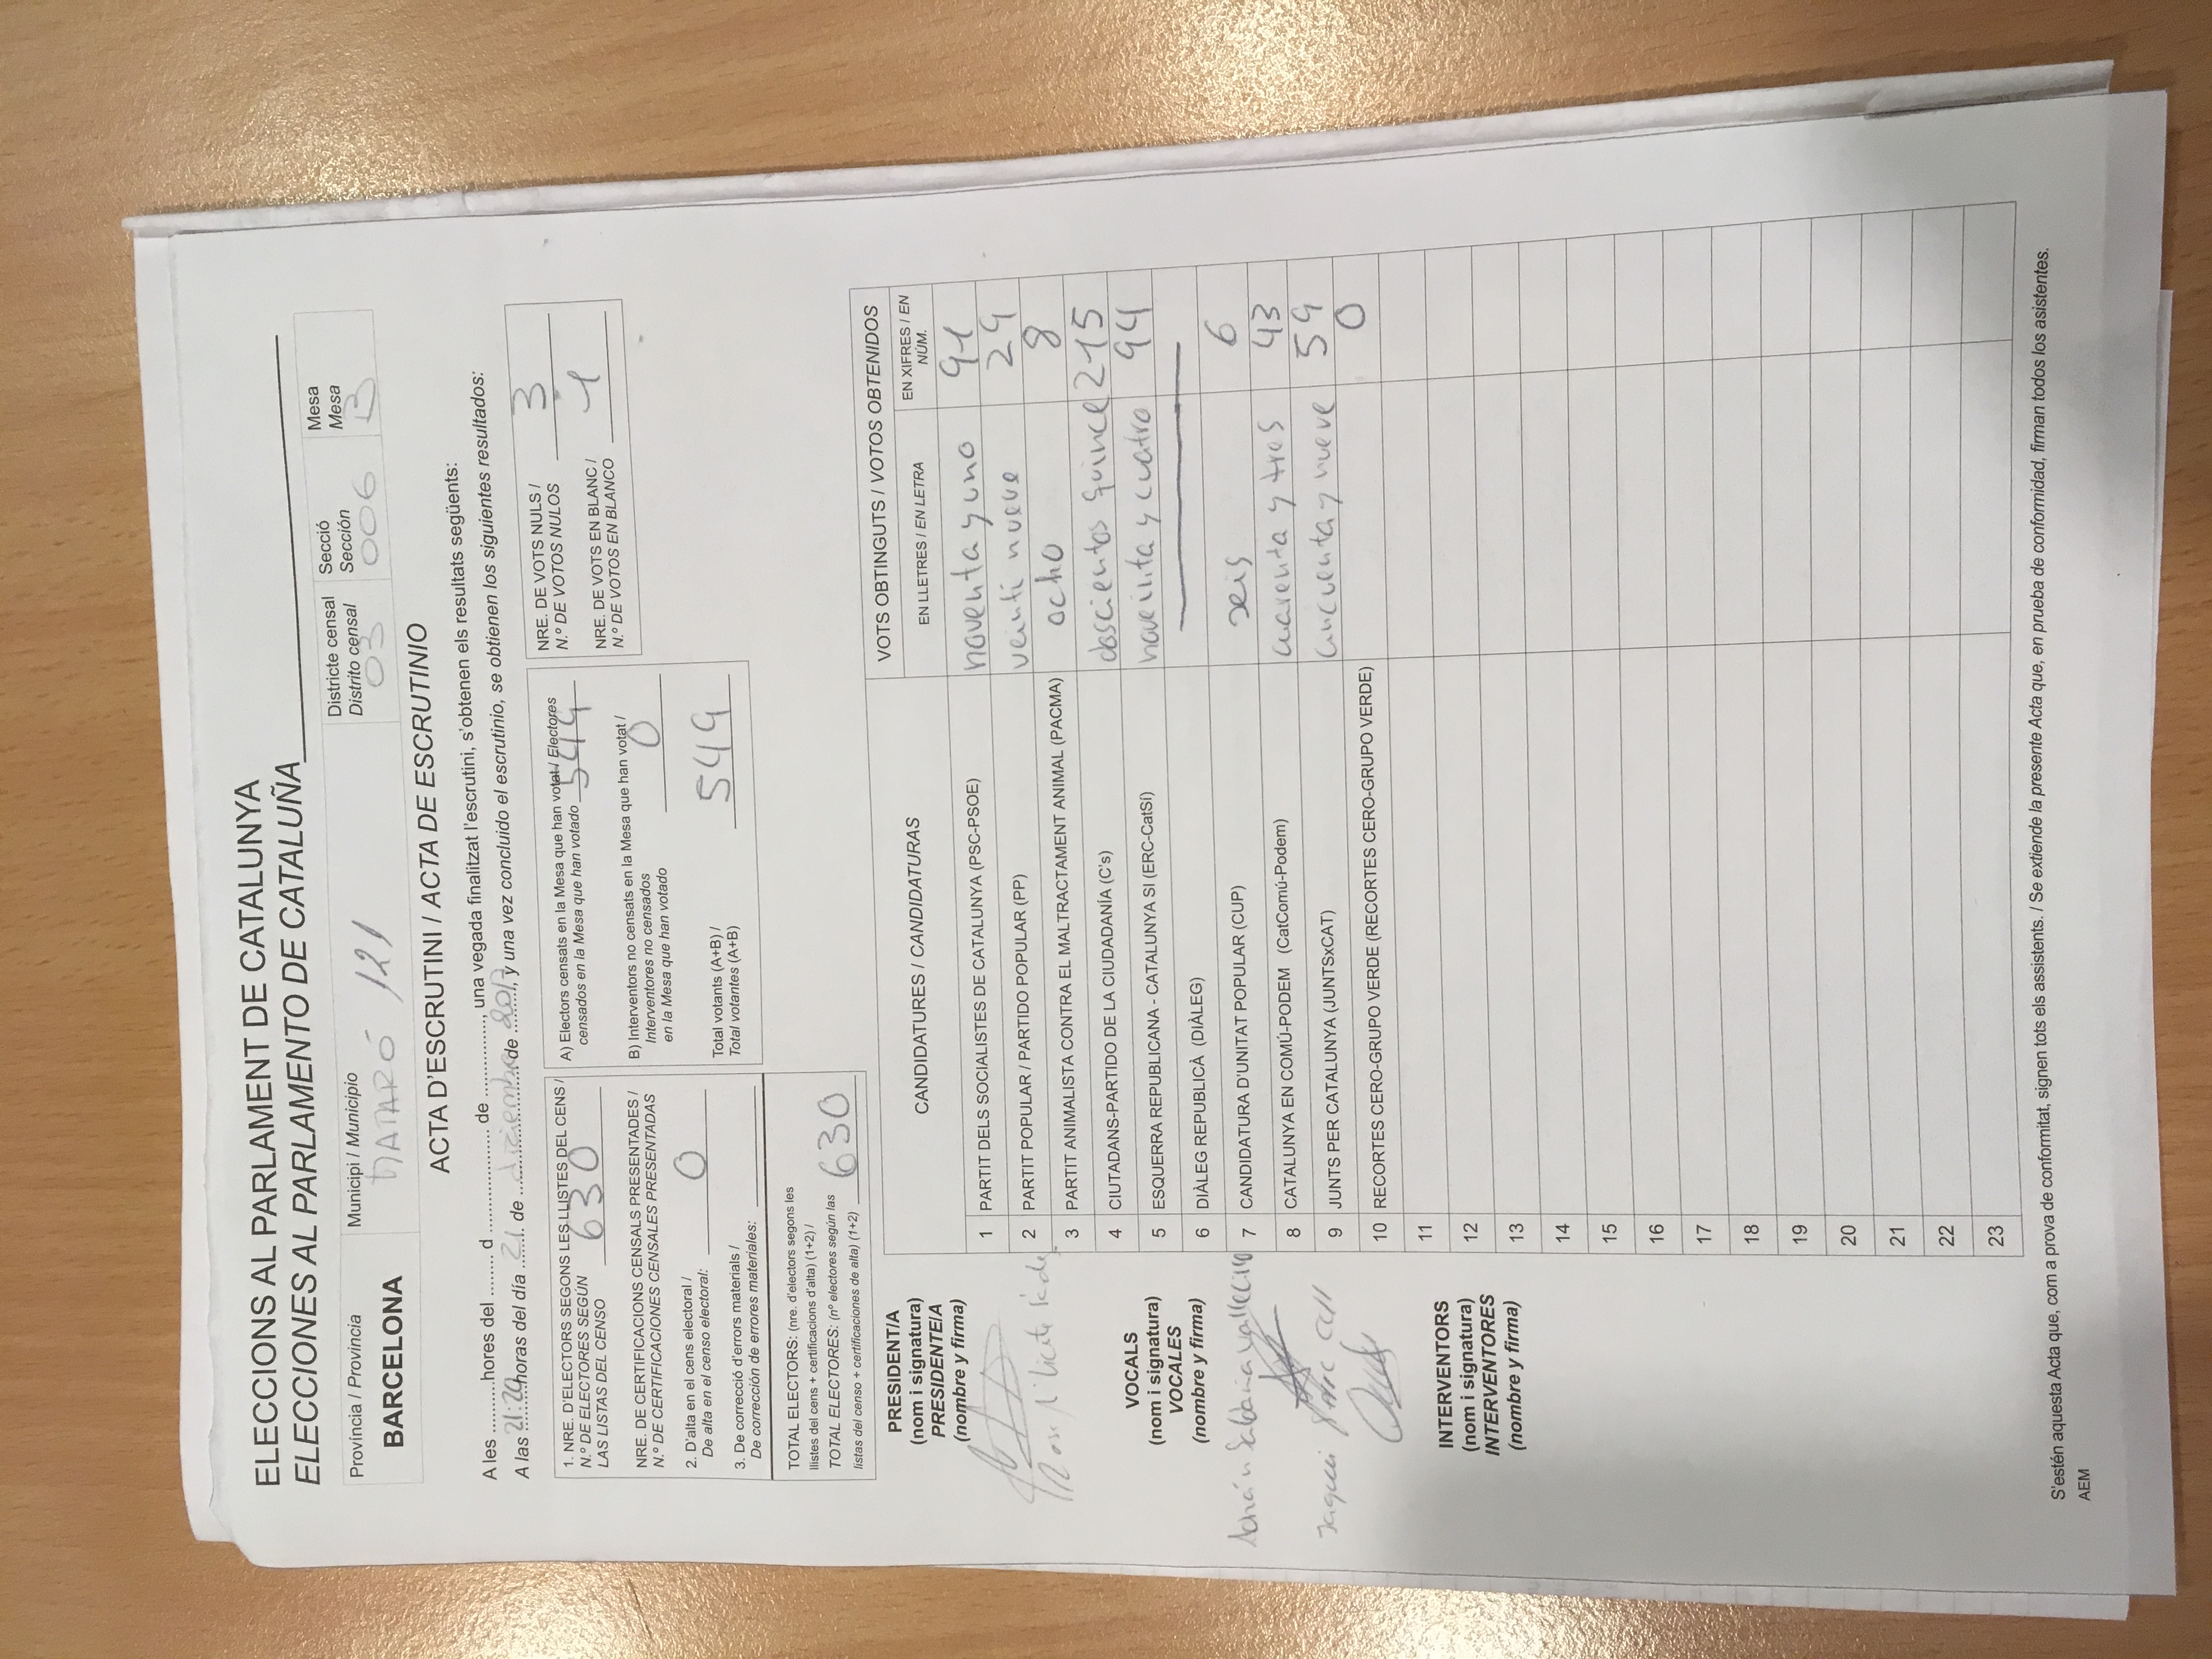 ELECCIONS AL PARLAMENT DE CATALUNYA
ELECCIONES AL PARLAMENTO DE CATALUÑA
Província / Provincia
BARCELONA
Municipi / Municipio
MATARÓ 121
Districte censal
Distrito censal
03
Secció
Sección
006
Mesa
Mesa
B
ACTA D'ESCRUTINI / ACTA DE ESCRUTINIO
A les ..........hores del ........ d ..................... de ..............., una vegada finalitzat l'escrutini, s'obtenen els resultats següents:
A las 21:29 horas del día 21 de diciembre de 2017, y una vez concluido el escrutinio, se obtienen los siguientes resultados:
1. NRE. D'ELECTORS SEGONS LES LLISTES DEL CENS /
N.º DE ELECTORES SEGÚN
LAS LISTAS DEL CENSO 630
NRE. DE CERTIFICACIONS CENSALS PRESENTADES /
N.º DE CERTIFICACIONES CENSALES PRESENTADAS
2. D'alta en el cens electoral /
De alta en el censo electoral: 0
3. De correcció d'errors materials /
De corrección de errores materiales:
TOTAL ELECTORS: (nre. d'electors segons les
llistes del cens + certificacions d'alta) (1+2) /
TOTAL ELECTORES: (nº electores según las
listas del censo + certificaciones de alta) (1+2) 630
A) Electors censats en la Mesa que han votat / Electores
censados en la Mesa que han votado 549
B) Interventors no censats en la Mesa que han votat /
Interventores no censados
en la Mesa que han votado 0
Total votants (A+B) /
Total votantes (A+B) 549
NRE. DE VOTS NULS /
N.º DE VOTOS NULOS 3
NRE. DE VOTS EN BLANC /
N.º DE VOTOS EN BLANCO 1
PRESIDENT/A
(nom i signatura)
PRESIDENTE/A
(nombre y firma)
VOCALS
(nom i signatura)
VOCALES
(nombre y firma)
Adrián Saldaña Vallecillo
INTERVENTORS
(nom i signatura)
INTERVENTORES
(nombre y firma)
CANDIDATURES / CANDIDATURAS
VOTS OBTINGUTS / VOTOS OBTENIDOS
EN LLETRES / EN LETRA
EN XIFRES / EN NÚM.
1 PARTIT DELS SOCIALISTES DE CATALUNYA (PSC-PSOE) noventa y uno 91
2 PARTIT POPULAR / PARTIDO POPULAR (PP) veinti nueve 29
3 PARTIT ANIMALISTA CONTRA EL MALTRACTAMENT ANIMAL (PACMA) ocho 8
4 CIUTADANS-PARTIDO DE LA CIUDADANÍA (C's) doscientos quince 215
5 ESQUERRA REPUBLICANA - CATALUNYA SI (ERC-CatSí) noveinta y cuatro 94
6 DIÀLEG REPUBLICÀ (DIÀLEG)
7 CANDIDATURA D'UNITAT POPULAR (CUP) seis 6
8 CATALUNYA EN COMÚ-PODEM (CatComú-Podem) cuarenta y tres 43
9 JUNTS PER CATALUNYA (JUNTSxCAT) cincuenta y nueve 59
10 RECORTES CERO-GRUPO VERDE (RECORTES CERO-GRUPO VERDE) 0
11
12
13
14
15
16
17
18
19
20
21
22
23
S'estén aquesta Acta que, com a prova de conformitat, signen tots els assistents. / Se extiende la presente Acta que, en prueba de conformidad, firman todos los asistentes.
AEM